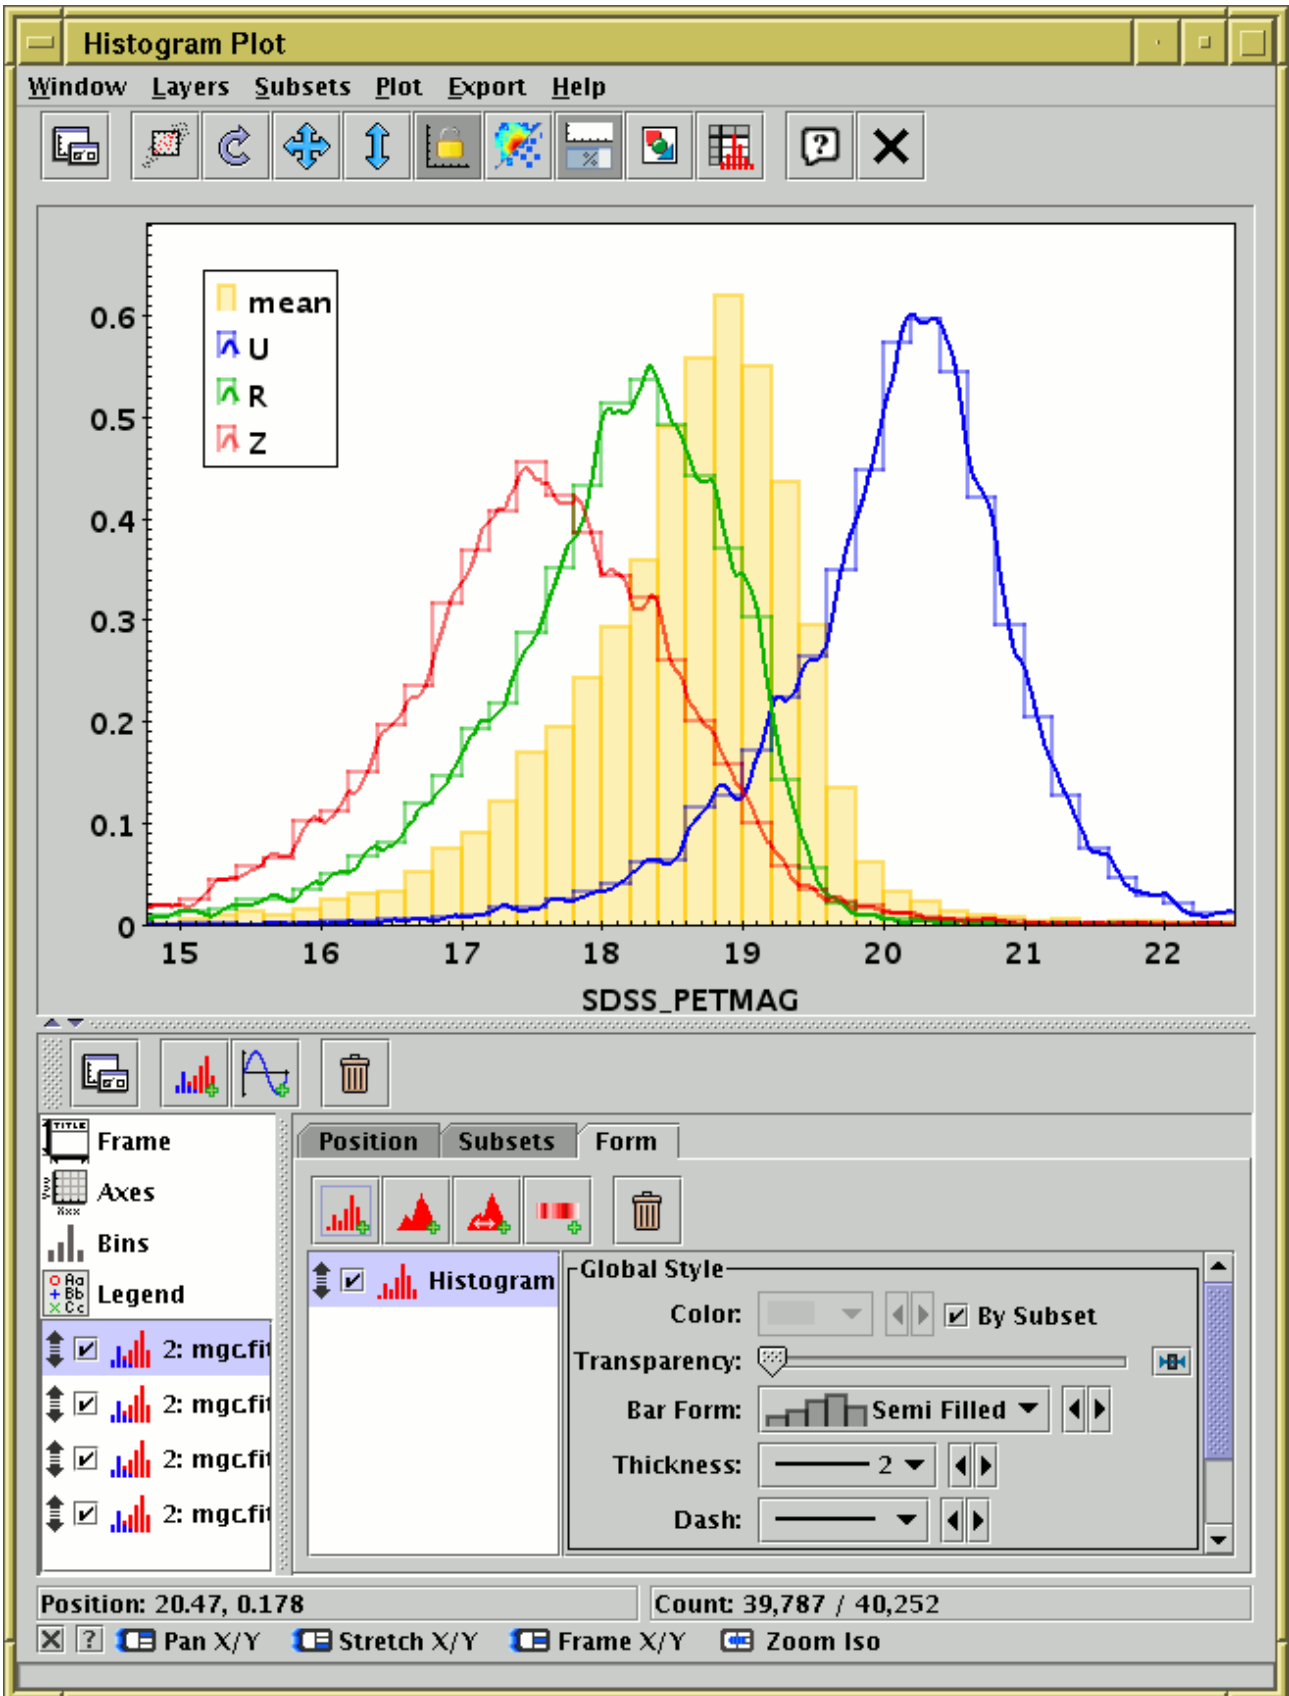 Histogram Plot
Window Layers Subsets Plot Export Help
mean
U
R
Z
0.6
0.5
0.4
0.3
0.2
0.1
0
15 16 17 18 19 20 21 22
SDSS_PETMAG
Frame
Axes
Bins
Legend
2: mgc.fit
2: mgc.fit
2: mgc.fit
2: mgc.fit
Position Subsets Form
Histogram
Global Style
Color: By Subset
Transparency:
Bar Form: Semi Filled
Thickness: 2
Dash:
Position: 20.47, 0.178
Count: 39,787 / 40,252
Pan X/Y Stretch X/Y Frame X/Y Zoom Iso